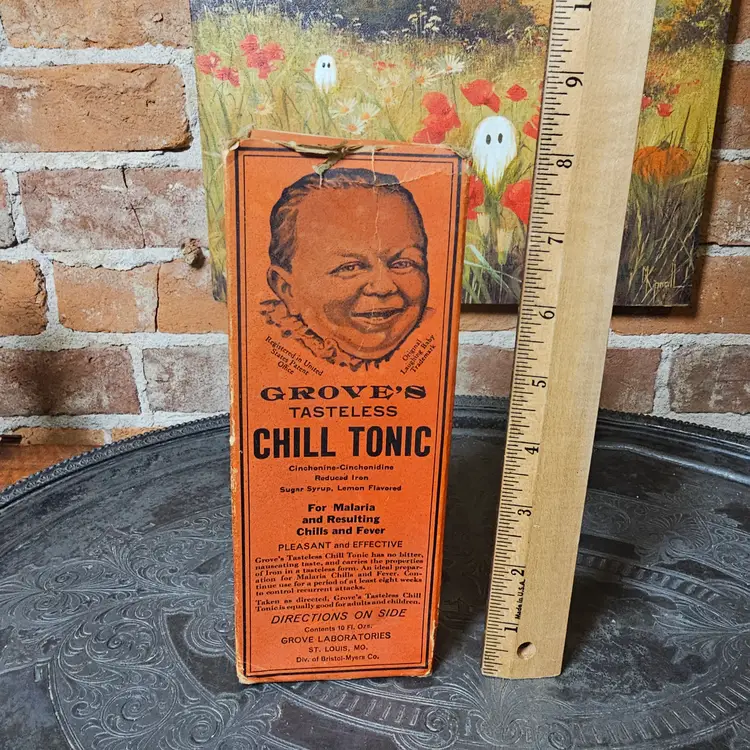 Registered in United
States Patent
Office
Original
Laughing Baby
Trademark
GROVE'S
TASTELESS
CHILL TONIC
Cinchonine-Cinchonidine
Reduced Iron
Sugar Syrup, Lemon Flavored
For Malaria
and Resulting
Chills and Fever
PLEASANT and EFFECTIVE
Grove's Tasteless Chill Tonic has no bitter,
nauseating taste, and carries the properties
of Iron in a tasteless form. An ideal prepar-
ation for Malaria Chills and Fever. Con-
tinue use for a period of at least eight weeks
to control recurrent attacks.
Taken as directed, Grove's Tasteless Chill
Tonic is equally good for adults and children.
DIRECTIONS ON SIDE
Contents 10 Fl. Ozs.
GROVE LABORATORIES
ST. LOUIS, MO.
Div. of Bristol-Myers Co.
1
9
8
7
6
5
4
3
2
1
Made in U.S.A.